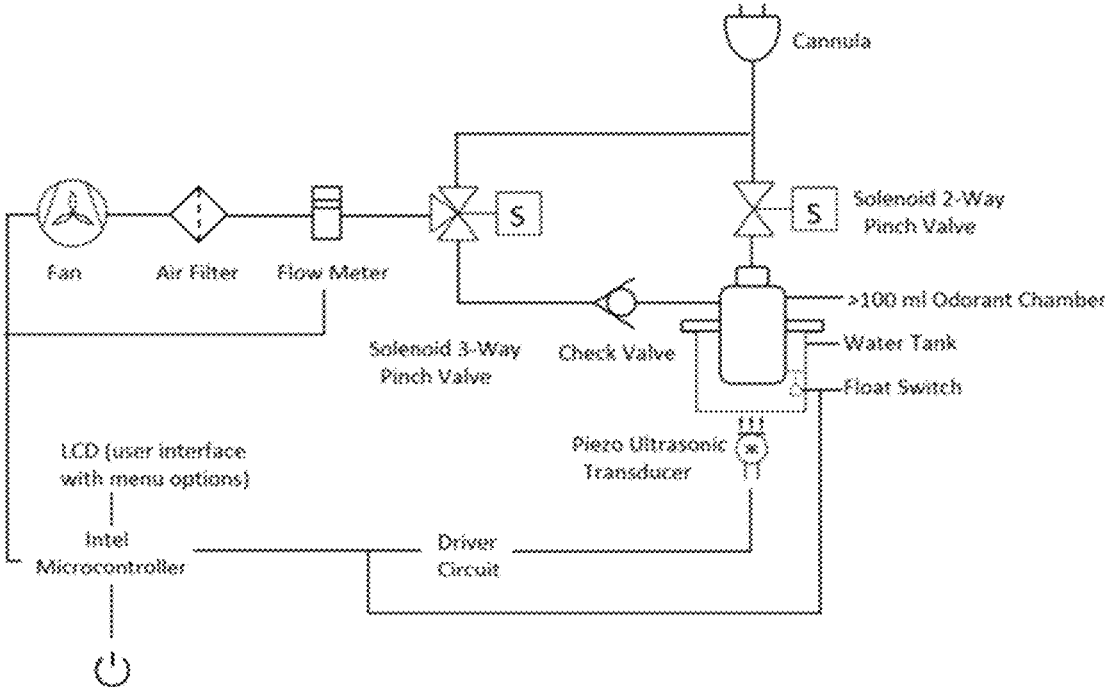 Cannula
S
S
Solenoid 2-Way
Pinch Valve
Fan
Air Filter
Flow Meter
>100 ml Odorant Chamber
Solenoid 3-Way
Pinch Valve
Check Valve
Water Tank
Float Switch
LCD (user interface
with menu options)
Piezo Ultrasonic
Transducer
Intel
Microcontroller
Driver
Circuit